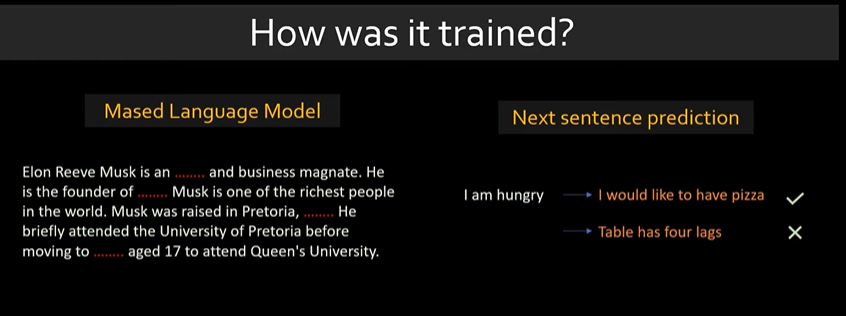 How was it trained?
Mased Language Model
Elon Reeve Musk is an ........ and business magnate. He
is the founder of ........ Musk is one of the richest people
in the world. Musk was raised in Pretoria, ........ He
briefly attended the University of Pretoria before
moving to ........ aged 17 to attend Queen's University.
Next sentence prediction
I am hungry I would like to have pizza
Table has four lags